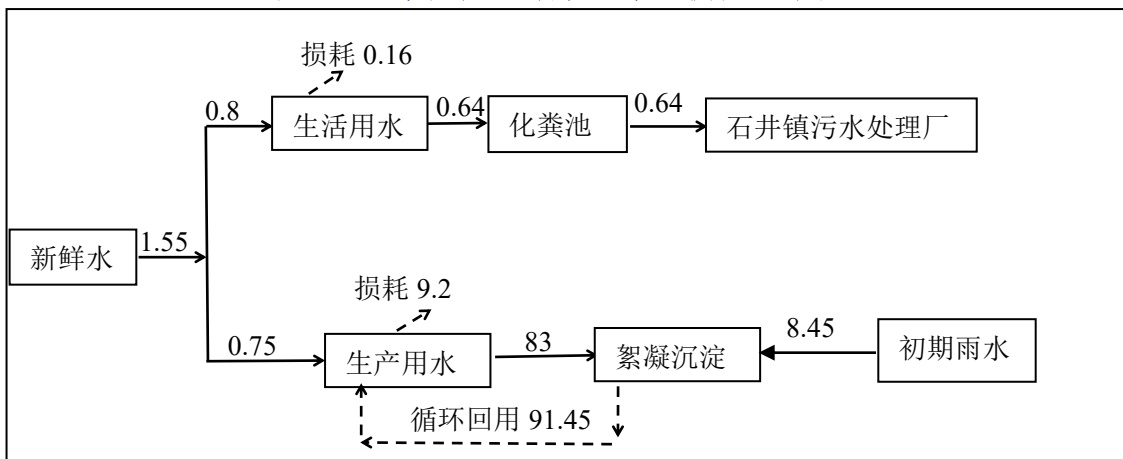 损耗 0.16
0.8
生活用水
0.64
化粪池
0.64
石井镇污水处理厂
新鲜水
1.55
损耗 9.2
0.75
生产用水
83
絮凝沉淀
8.45
初期雨水
循环回用 91.45